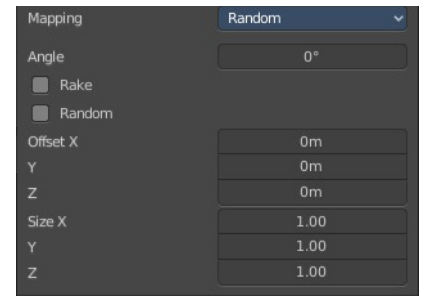 Mapping Random
Angle 0°
Rake
Random
Offset X 0m
Y 0m
Z 0m
Size X 1.00
Y 1.00
Z 1.00